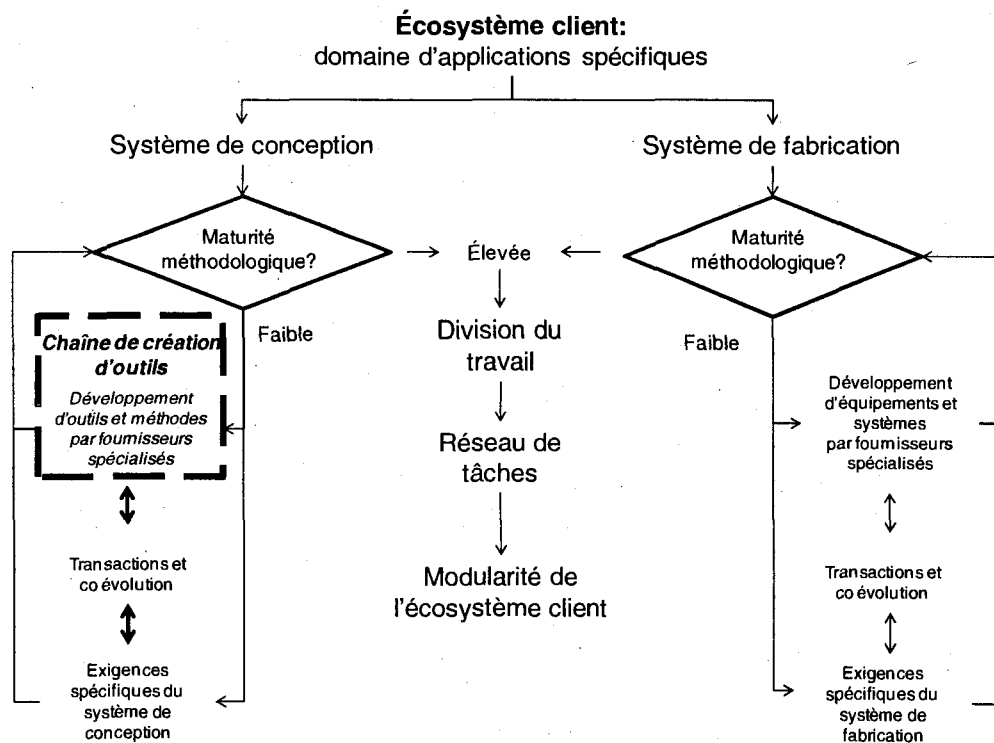 Écosystème client:
domaine d'applications spécifiques
Système de conception
Système de fabrication
Maturité
méthodologique?
Élevée
Maturité
méthodologique?
Faible
Faible
Chaîne de création
d'outils
Développement
d'outils et méthodes
par fournisseurs
spécialisés
Transactions et
co évolution
Exigences
spécifiques du
système de
conception
Division du
travail
Réseau de
tâches
Modularité de
l'écosystème client
Développement
d'équipements et
systèmes
par fournisseurs
spécialisés
Transactions et
co évolution
Exigences
spécifiques du
système de
fabrication